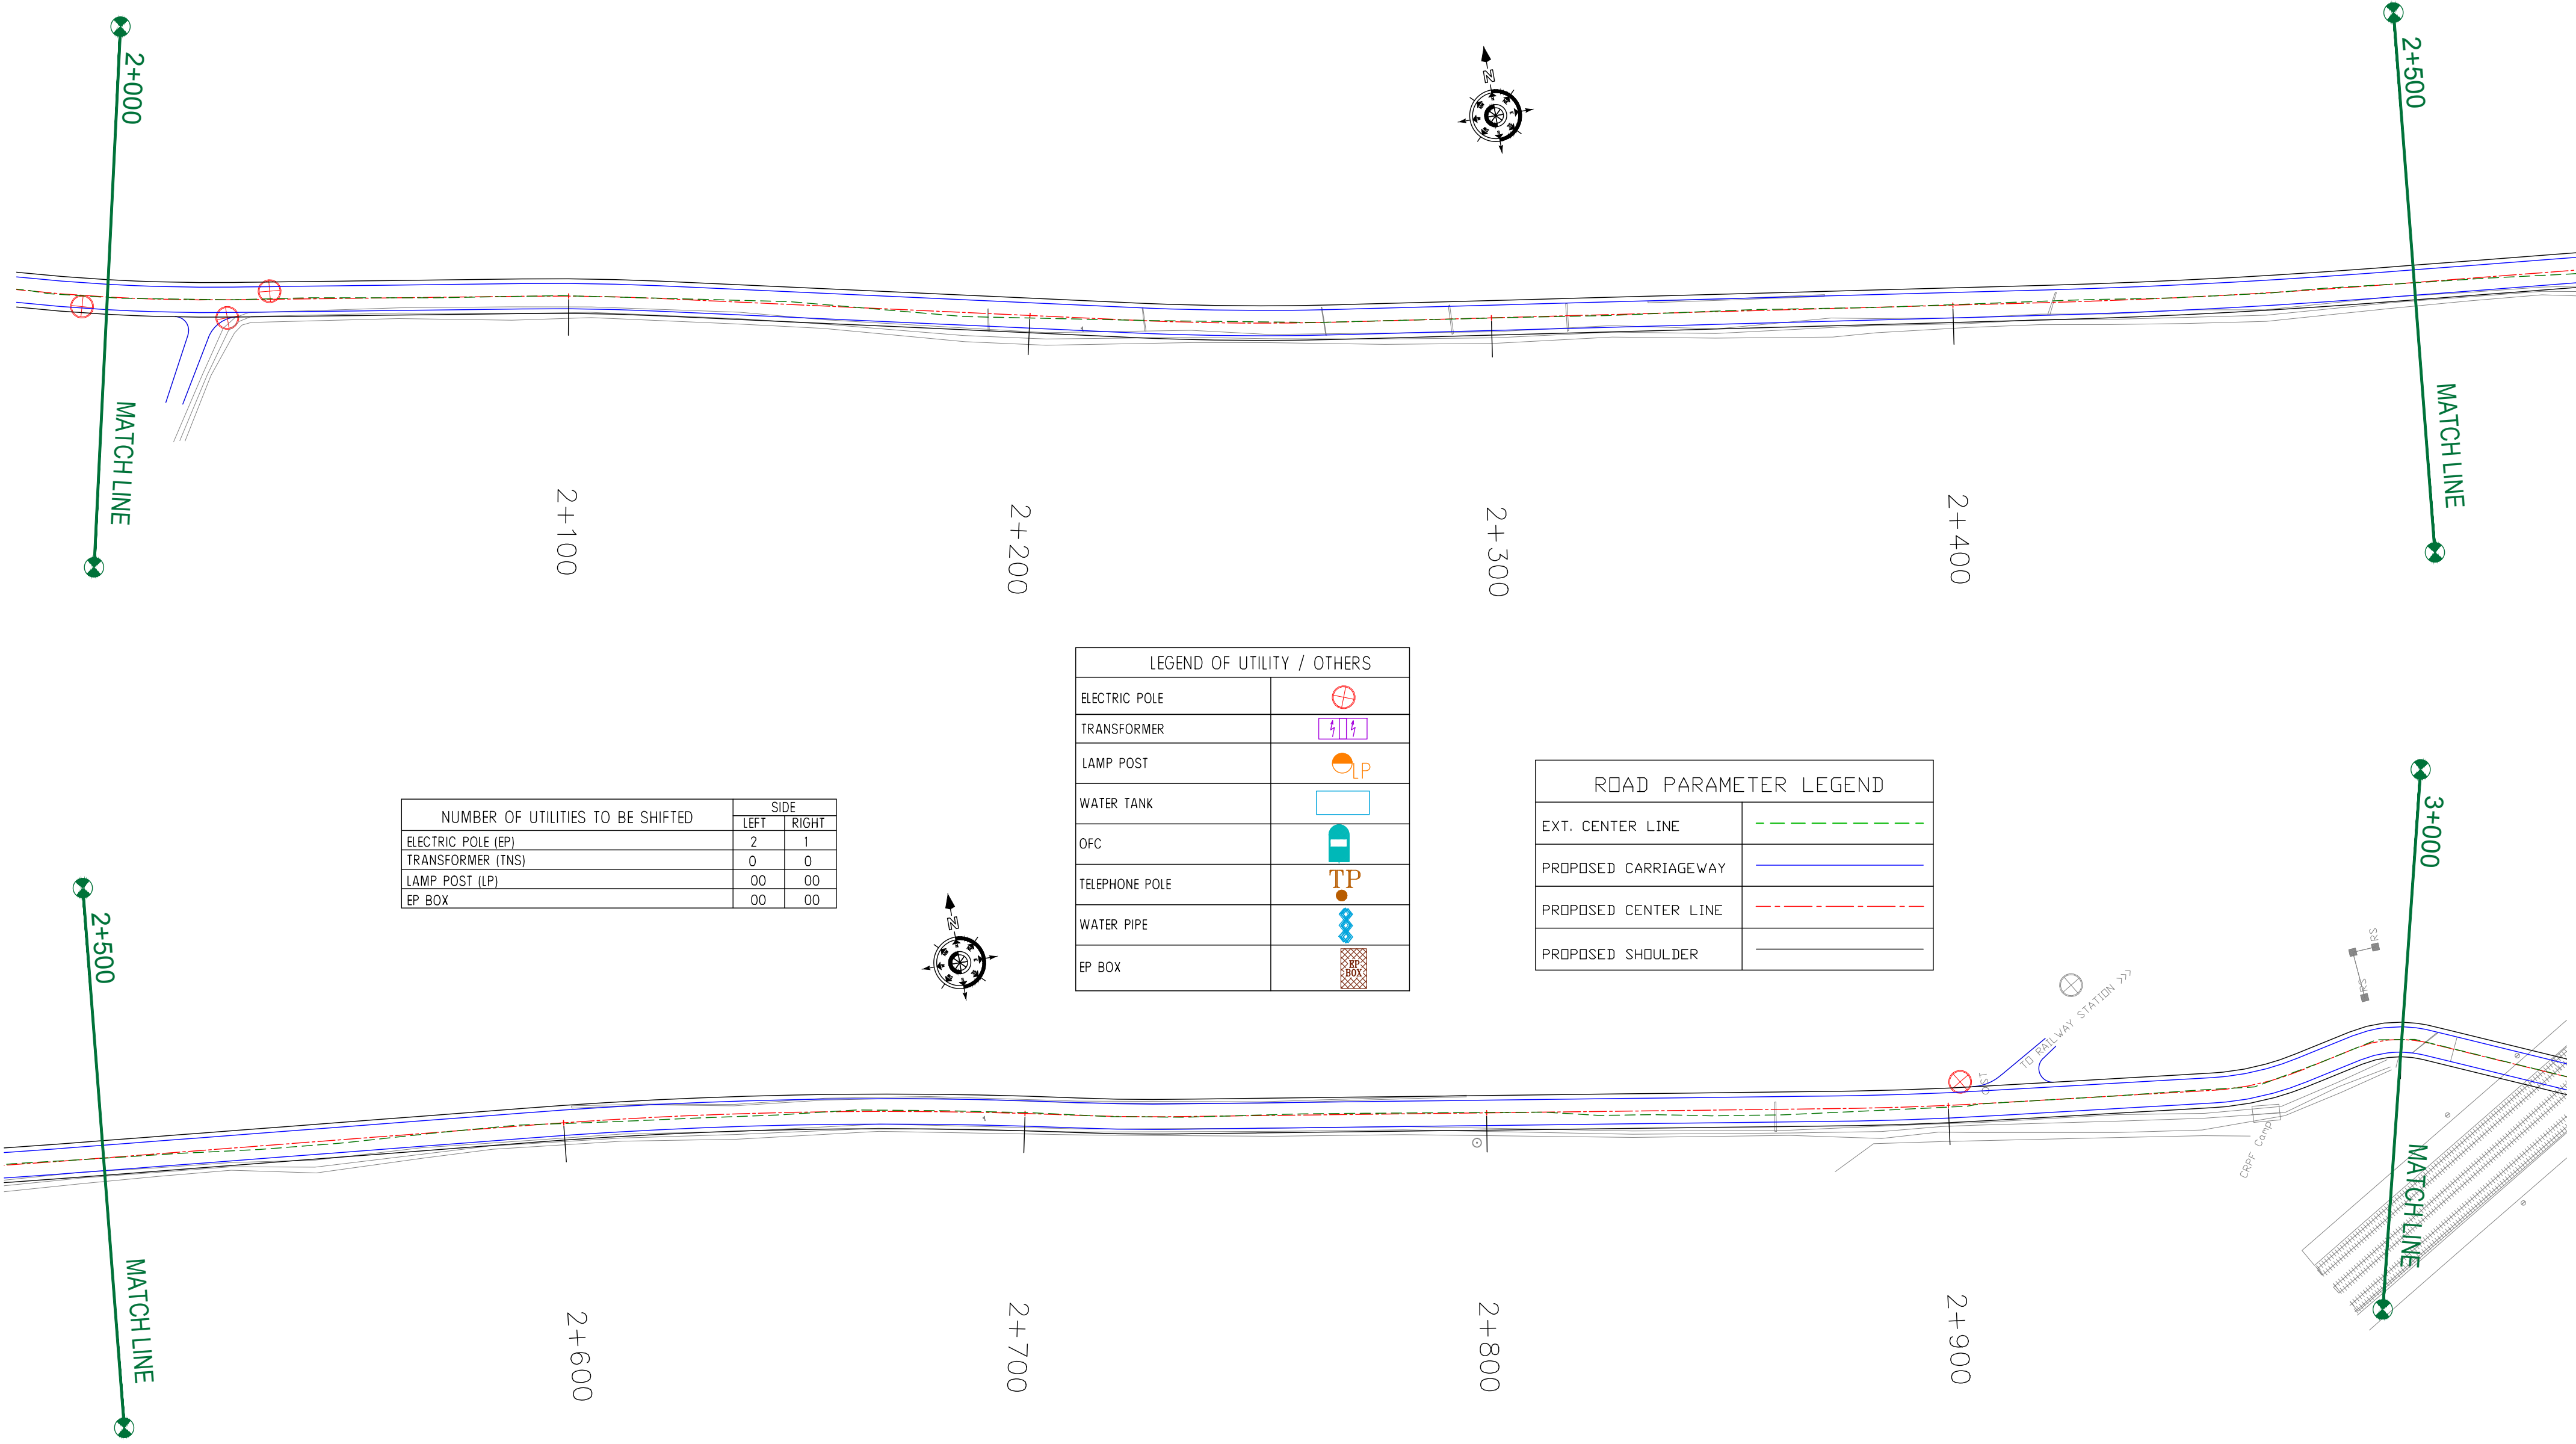 2+000
MATCH LINE
N
2+500
MATCH LINE
2+100
2+200
2+300
2+400
LEGEND OF UTILITY / OTHERS
ELECTRIC POLE
TRANSFORMER
LAMP POST
LP
WATER TANK
OFC
TELEPHONE POLE
TP
WATER PIPE
EP BOX
EP
BOX
NUMBER OF UTILITIES TO BE SHIFTED
SIDE
LEFT RIGHT
ELECTRIC POLE (EP) 2 1
TRANSFORMER (TNS) 0 0
LAMP POST (LP) 00 00
EP BOX 00 00
ROAD PARAMETER LEGEND
EXT. CENTER LINE
PROPOSED CARRIAGEWAY
PROPOSED CENTER LINE
PROPOSED SHOULDER
2+500
MATCH LINE
N
3+000
MATCH LINE
RS
RS
TO RAILWAY STATION >>>
CRPF Camp
2+600
2+700
2+800
2+900